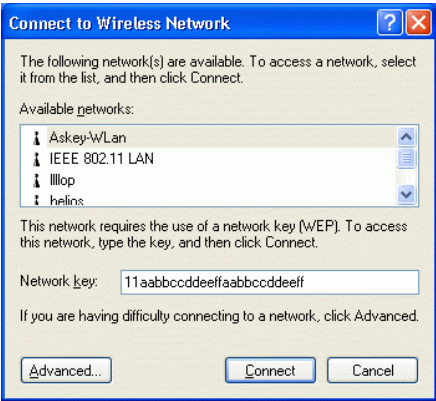 Connect to Wireless Network
The following network(s) are available. To access a network, select
it from the list, and then click Connect.
Available networks:
Askey-WLan
IEEE 802.11 LAN
lllop
helios
This network requires the use of a network key (WEP). To access
this network, type the key, and then click Connect.
Network key: 11aabbccddeeffaabbccddeeff
If you are having difficulty connecting to a network, click Advanced.
Advanced... Connect Cancel